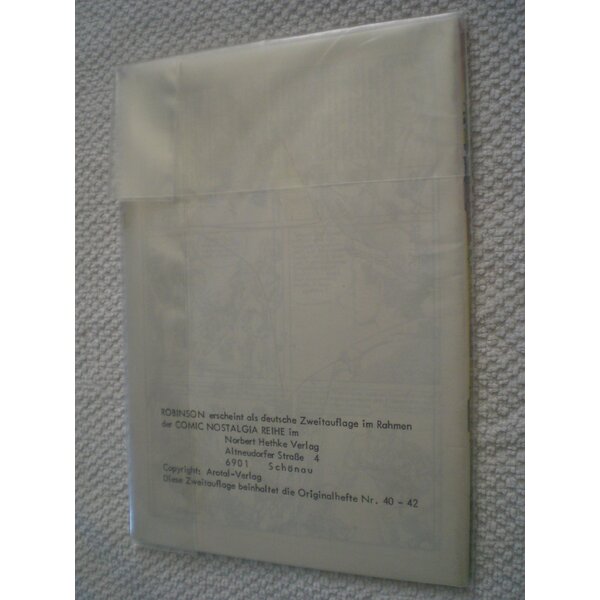 ROBINSON erscheint als deutsche Zweitauflage im Rahmen
der COMIC NOSTALGIA REIHE im
Norbert Hethke Verlag
Altneudorfer Straße 4
6901 Schönau
Copyright: Arotal-Verlag
Diese Zweitauflage beinhaltet die Originalhefte Nr. 40 - 42